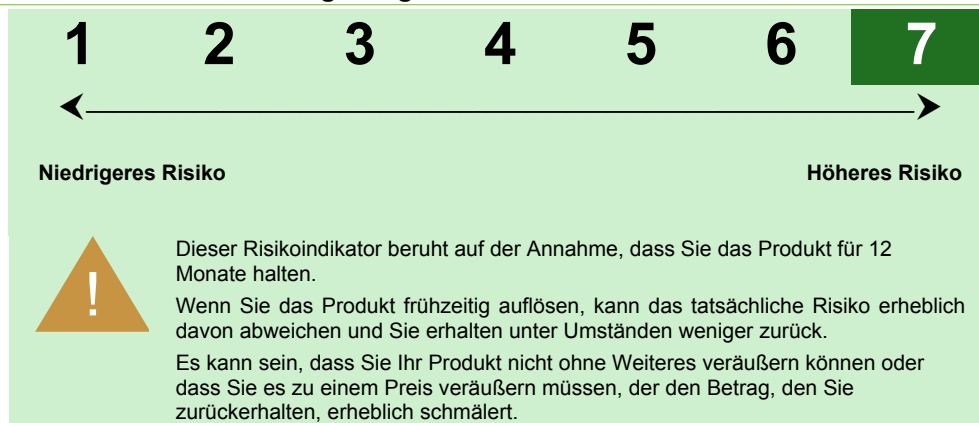 1 2 3 4 5 6 7
Niedrigeres Risiko Höheres Risiko
!
Dieser Risikoindikator beruht auf der Annahme, dass Sie das Produkt für 12
Monate halten.
Wenn Sie das Produkt frühzeitig auflösen, kann das tatsächliche Risiko erheblich
davon abweichen und Sie erhalten unter Umständen weniger zurück.
Es kann sein, dass Sie Ihr Produkt nicht ohne Weiteres veräußern können oder
dass Sie es zu einem Preis veräußern müssen, der den Betrag, den Sie
zurückerhalten, erheblich schmälert.